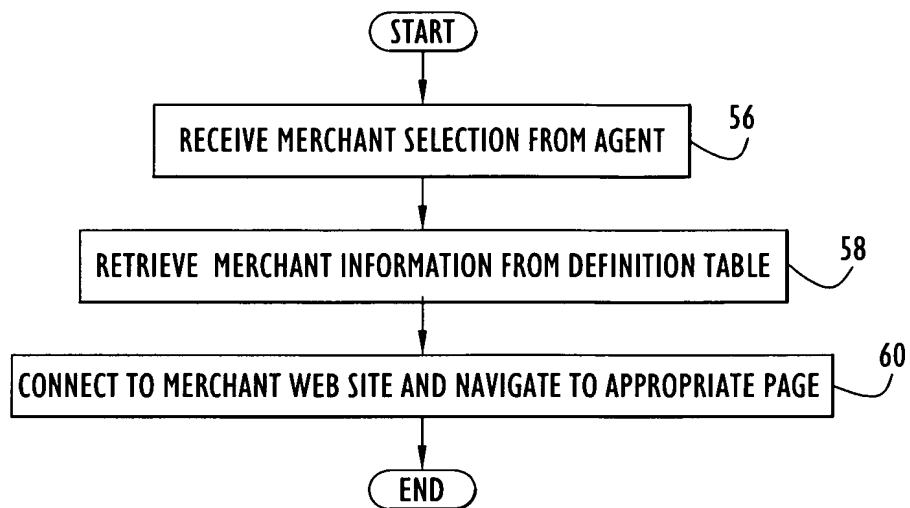 START
RECEIVE MERCHANT SELECTION FROM AGENT
56
RETRIEVE MERCHANT INFORMATION FROM DEFINITION TABLE
58
CONNECT TO MERCHANT WEB SITE AND NAVIGATE TO APPROPRIATE PAGE
60
END